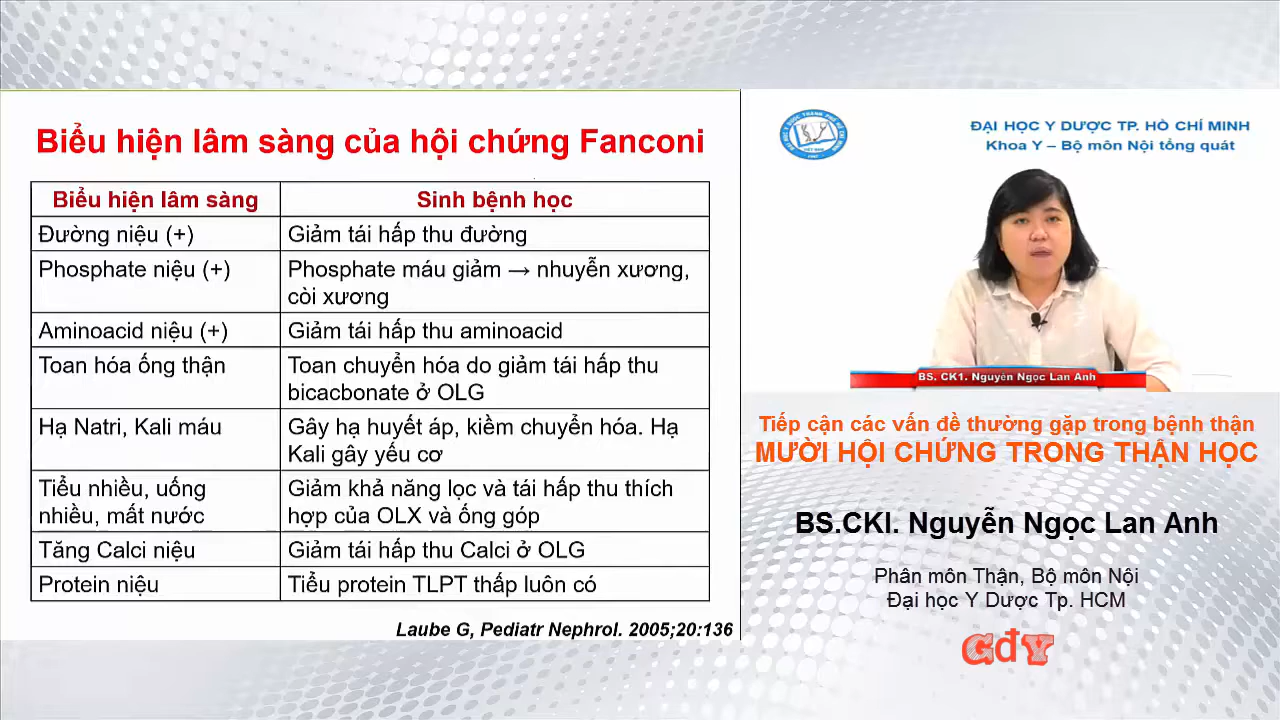 Biểu hiện lâm sàng của hội chứng Fanconi
Biểu hiện lâm sàng
Sinh bệnh học
Đường niệu (+)
Giảm tái hấp thu đường
Phosphate niệu (+)
Phosphate máu giảm → nhuyễn xương,
còi xương
Aminoacid niệu (+)
Giảm tái hấp thu aminoacid
Toan hóa ống thận
Toan chuyển hóa do giảm tái hấp thu
bicacbonate ở OLG
Hạ Natri, Kali máu
Gây hạ huyết áp, kiềm chuyển hóa. Hạ
Kali gây yếu cơ
Tiểu nhiều, uống
nhiều, mất nước
Giảm khả năng lọc và tái hấp thu thích
hợp của OLX và ống góp
Tăng Calci niệu
Giảm tái hấp thu Calci ở OLG
Protein niệu
Tiểu protein TLPT thấp luôn có
Laube G, Pediatr Nephrol. 2005;20:136
ĐẠI HỌC Y DƯỢC TP. HỒ CHÍ MINH
Khoa Y – Bộ môn Nội tổng quát
BS. CK1. Nguyễn Ngọc Lan Anh
Tiếp cận các vấn đề thường gặp trong bệnh thận
MƯỜI HỘI CHỨNG TRONG THẬN HỌC
BS.CKI. Nguyễn Ngọc Lan Anh
Phân môn Thận, Bộ môn Nội
Đại học Y Dược Tp. HCM
GđY